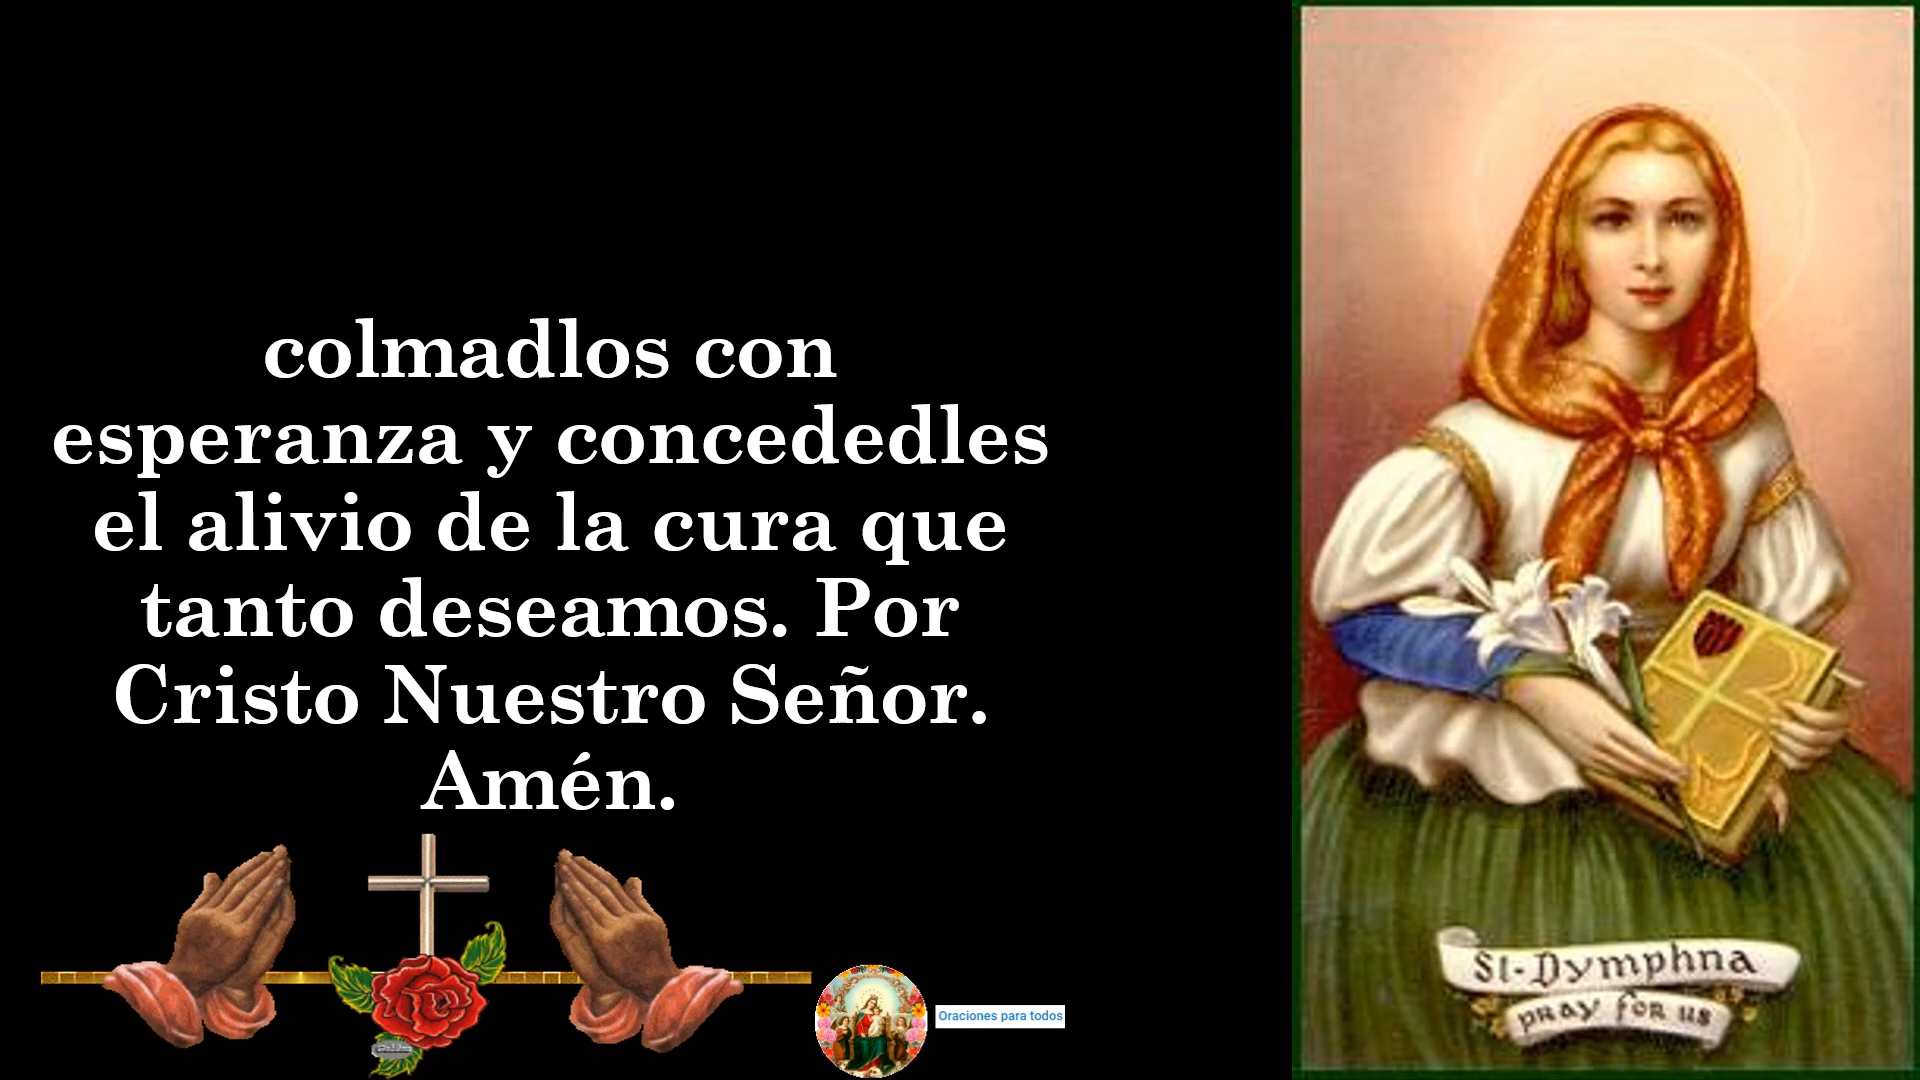 colmadlos con
esperanza y concededles
el alivio de la cura que
tanto deseamos. Por
Cristo Nuestro Señor.
Amén.
Oraciones para todos
St-Dymphna
pray for us